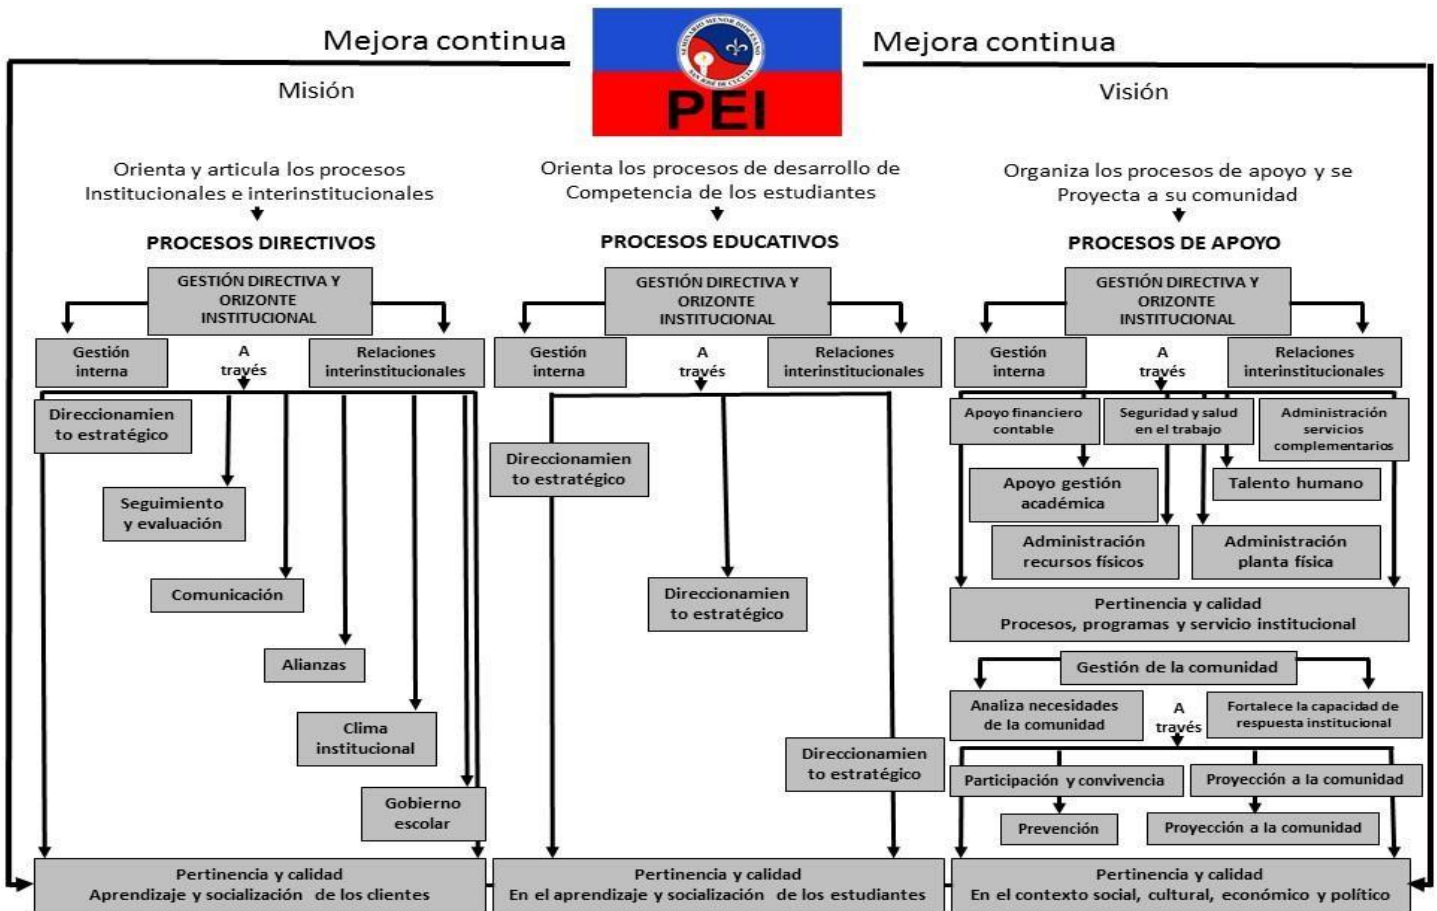 Mejora continua
Mejora continua
SEMINARIO MENOR DIOCESANO
SAN JOSÉ DE CÚCUTA
PEI
Misión
Visión
Orienta y articula los procesos
Institucionales e interinstitucionales
PROCESOS DIRECTIVOS
GESTIÓN DIRECTIVA Y
ORIZONTE
INSTITUCIONAL
Gestión
interna
A
través
Relaciones
interinstitucionales
Direccionamien
to estratégico
Seguimiento
y evaluación
Comunicación
Alianzas
Clima
institucional
Gobierno
escolar
Pertinencia y calidad
Aprendizaje y socialización de los clientes
Orienta los procesos de desarrollo de
Competencia de los estudiantes
PROCESOS EDUCATIVOS
GESTIÓN DIRECTIVA Y
ORIZONTE
INSTITUCIONAL
Gestión
interna
A
través
Relaciones
interinstitucionales
Direccionamien
to estratégico
Direccionamien
to estratégico
Direccionamien
to estratégico
Pertinencia y calidad
En el aprendizaje y socialización de los estudiantes
Organiza los procesos de apoyo y se
Proyecta a su comunidad
PROCESOS DE APOYO
GESTIÓN DIRECTIVA Y
ORIZONTE
INSTITUCIONAL
Gestión
interna
A
través
Relaciones
interinstitucionales
Apoyo financiero
contable
Seguridad y salud
en el trabajo
Administración
servicios
complementarios
Apoyo gestión
académica
Talento humano
Administración
recursos físicos
Administración
planta física
Pertinencia y calidad
Procesos, programas y servicio institucional
Gestión de la comunidad
Analiza necesidades
de la comunidad
A
través
Fortalece la capacidad de
respuesta institucional
Participación y convivencia
Proyección a la comunidad
Prevención
Proyección a la comunidad
Pertinencia y calidad
En el contexto social, cultural, económico y político